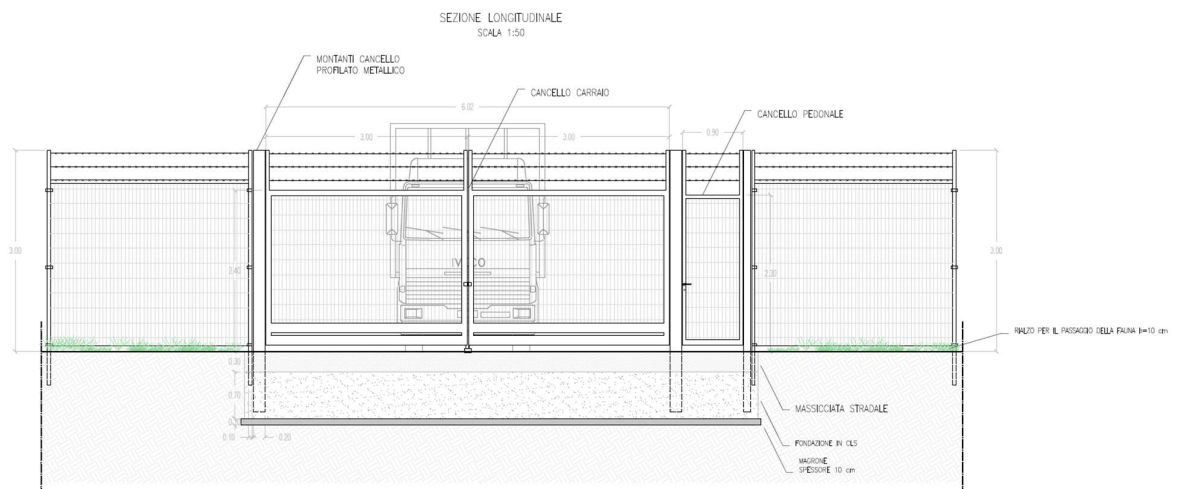 SEZIONE LONGITUDINALE
SCALA 1:50
MONTANTI CANCELLO
PROFILATO METALLICO
CANCELLO CARRAIO
6.02
CANCELLO PEDONALE
3.00
3.00
0.90
3.00
2.40
IVECO
2.30
3.00
RIALZO PER IL PASSAGGIO DELLA FAUNA h=10 cm
0.30
0.70
MASSICCIATA STRADALE
0.10
0.20
FONDAZIONE IN CLS
MAGRONE
SPESSORE 10 cm